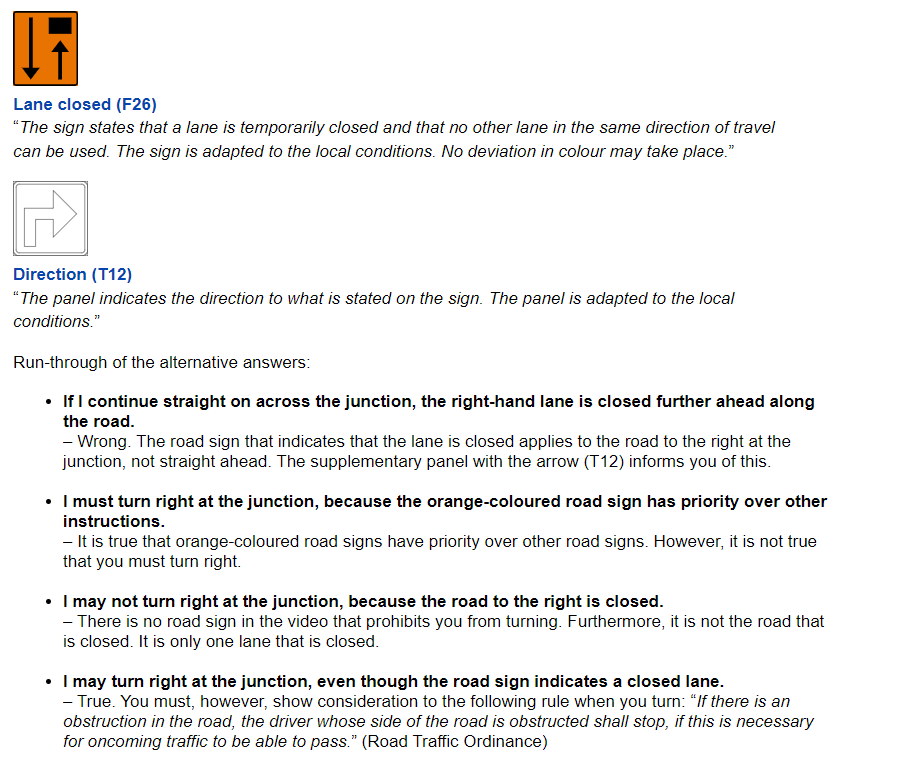 Lane closed (F26)
“The sign states that a lane is temporarily closed and that no other lane in the same direction of travel
can be used. The sign is adapted to the local conditions. No deviation in colour may take place.”
Direction (T12)
“The panel indicates the direction to what is stated on the sign. The panel is adapted to the local
conditions.”
Run-through of the alternative answers:
• If I continue straight on across the junction, the right-hand lane is closed further ahead along
the road.
– Wrong. The road sign that indicates that the lane is closed applies to the road to the right at the
junction, not straight ahead. The supplementary panel with the arrow (T12) informs you of this.
• I must turn right at the junction, because the orange-coloured road sign has priority over other
instructions.
– It is true that orange-coloured road signs have priority over other road signs. However, it is not true
that you must turn right.
• I may not turn right at the junction, because the road to the right is closed.
– There is no road sign in the video that prohibits you from turning. Furthermore, it is not the road that
is closed. It is only one lane that is closed.
• I may turn right at the junction, even though the road sign indicates a closed lane.
– True. You must, however, show consideration to the following rule when you turn: “If there is an
obstruction in the road, the driver whose side of the road is obstructed shall stop, if this is necessary
for oncoming traffic to be able to pass.” (Road Traffic Ordinance)